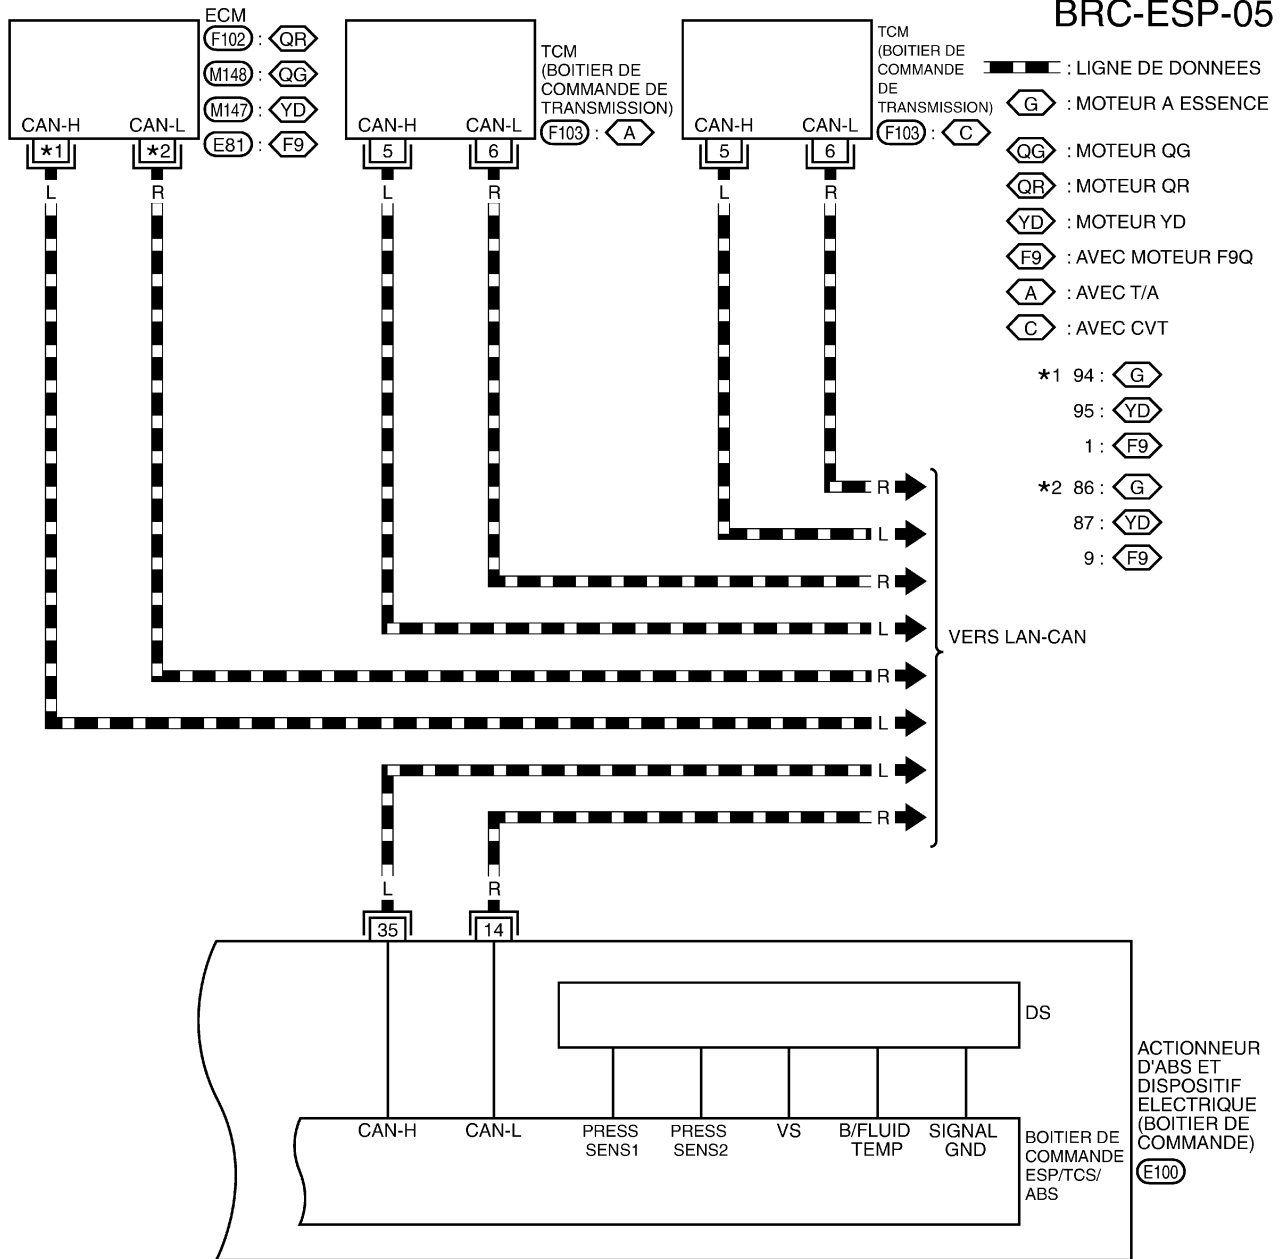 BRC-ESP-05
ECM
F102 : QR
M148 : QG
M147 : YD
E81 : F9
CAN-H CAN-L
*1 *2
L R
TCM
(BOITIER DE
COMMANDE DE
TRANSMISSION)
F103 : A
CAN-H CAN-L
5 6
L R
TCM
(BOITIER DE
COMMANDE
DE
TRANSMISSION)
F103 : C
CAN-H CAN-L
5 6
L R
: LIGNE DE DONNEES
G : MOTEUR A ESSENCE
QG : MOTEUR QG
QR : MOTEUR QR
YD : MOTEUR YD
F9 : AVEC MOTEUR F9Q
A : AVEC T/A
C : AVEC CVT
*1 94 : G
95 : YD
1 : F9
*2 86 : G
87 : YD
9 : F9
R
L
R
L
R
L
L
R
VERS LAN-CAN
L R
35 14
DS
CAN-H CAN-L
PRESS
SENS1
PRESS
SENS2
VS
B/FLUID
TEMP
SIGNAL
GND
BOITIER DE
COMMANDE
ESP/TCS/
ABS
ACTIONNEUR
D'ABS ET
DISPOSITIF
ELECTRIQUE
(BOITIER DE
COMMANDE)
E100